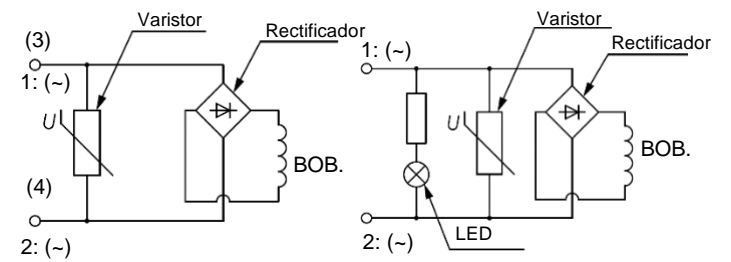 Varistor
(3)
Rectificador
1: (~)
U
BOB.
(4)
2: (~)
Varistor
1: (~)
Rectificador
U
BOB.
LED
2: (~)